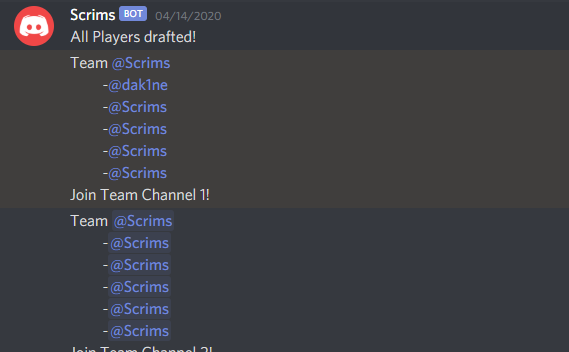 Scrims BOT 04/14/2020
All Players drafted!
Team @Scrims
-@dak1ne
-@Scrims
-@Scrims
-@Scrims
-@Scrims
Join Team Channel 1!
Team @Scrims
-@Scrims
-@Scrims
-@Scrims
-@Scrims
-@Scrims
Join Team Channel 2!